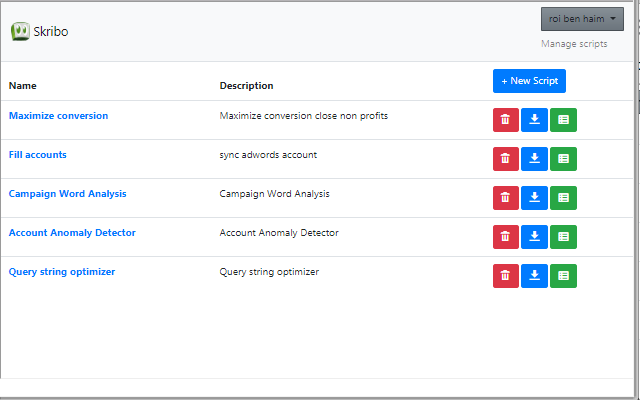 Skribo
roi ben haim
Manage scripts
Name Description + New Script
Maximize conversion Maximize conversion close non profits
Fill accounts sync adwords account
Campaign Word Analysis Campaign Word Analysis
Account Anomaly Detector Account Anomaly Detector
Query string optimizer Query string optimizer